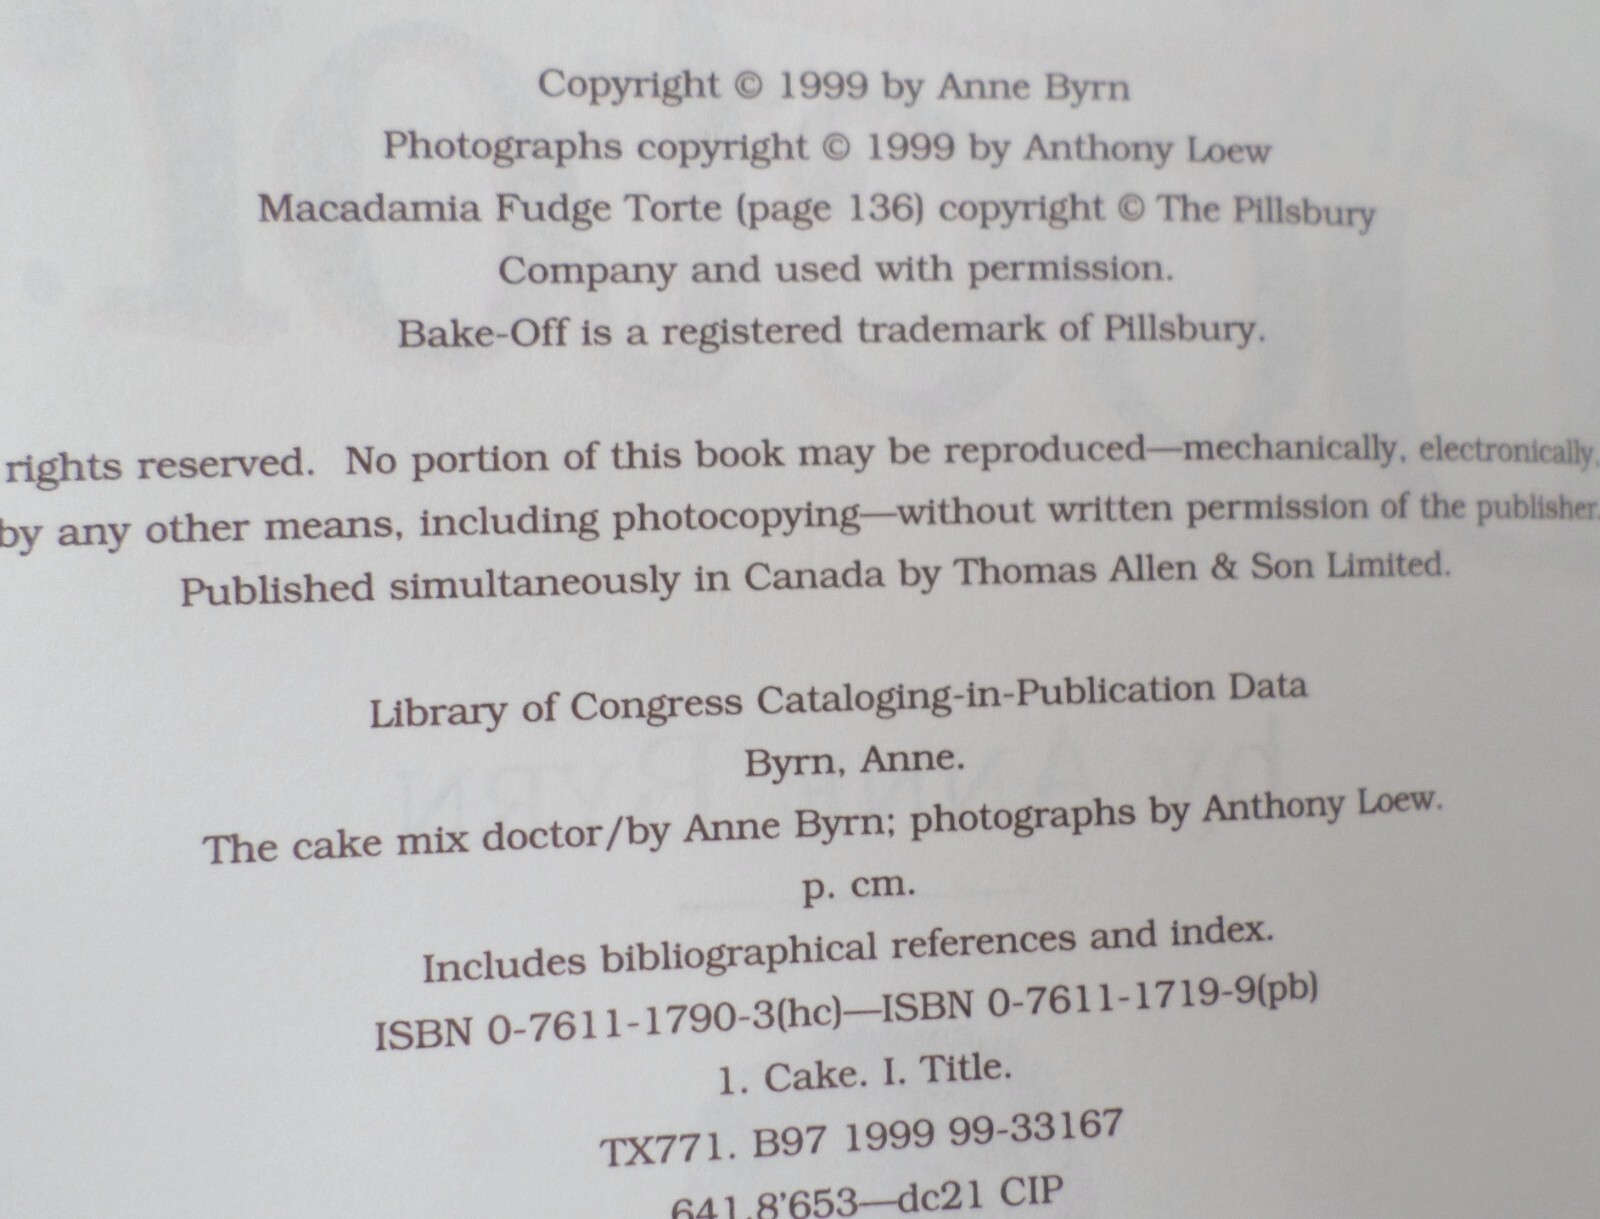 Copyright © 1999 by Anne Byrn
Photographs copyright © 1999 by Anthony Loew
Macadamia Fudge Torte (page 136) copyright © The Pillsbury
Company and used with permission.
Bake-Off is a registered trademark of Pillsbury.
rights reserved. No portion of this book may be reproduced—mechanically, electronically,
by any other means, including photocopying—without written permission of the publisher.
Published simultaneously in Canada by Thomas Allen & Son Limited.
Library of Congress Cataloging-in-Publication Data
Byrn, Anne.
The cake mix doctor/by Anne Byrn; photographs by Anthony Loew.
p. cm.
Includes bibliographical references and index.
ISBN 0-7611-1790-3(hc)—ISBN 0-7611-1719-9(pb)
1. Cake. I. Title.
TX771. B97 1999 99-33167
641.8'653—dc21 CIP